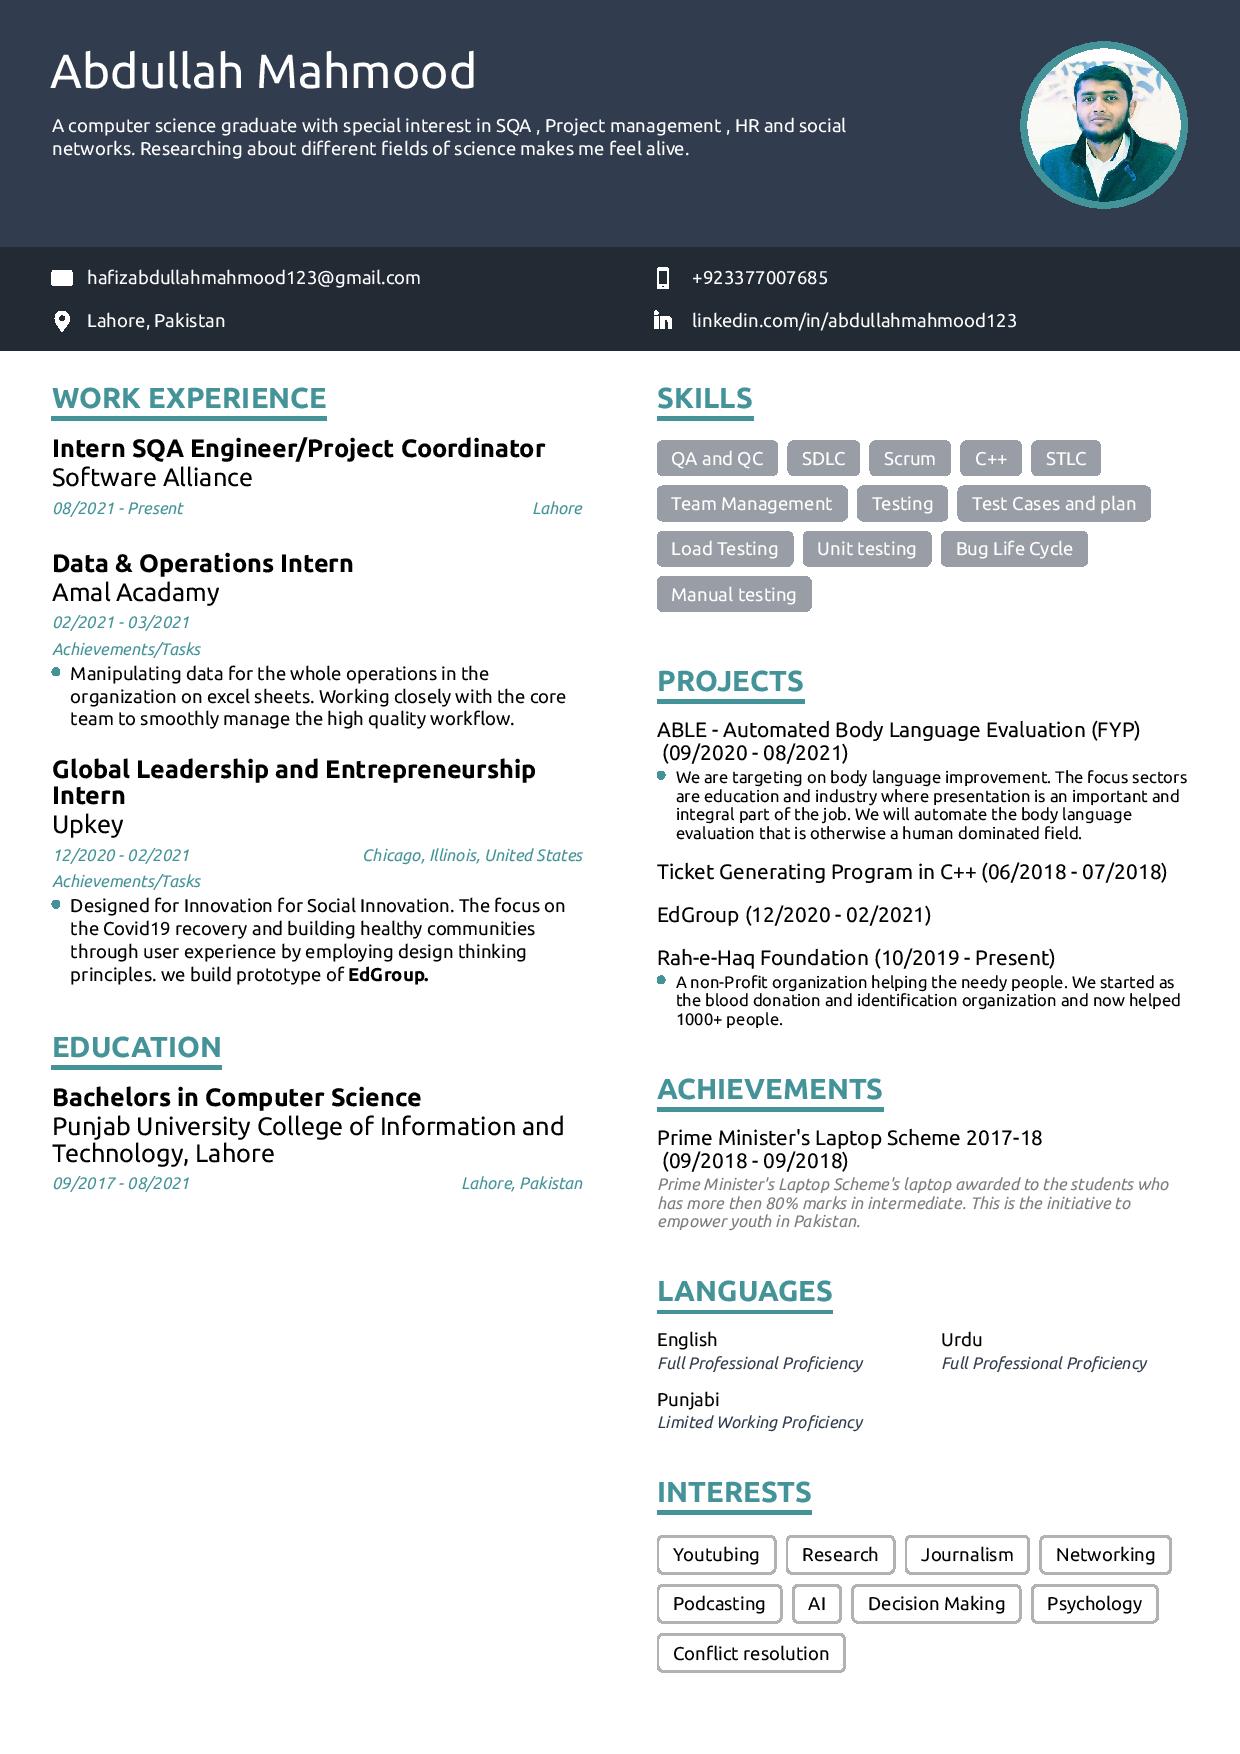 Abdullah Mahmood
A computer science graduate with special interest in SQA , Project management , HR and social
networks. Researching about different fields of science makes me feel alive.
hafizabdullahmahmood123@gmail.com
+923377007685
Lahore, Pakistan
linkedin.com/in/abdullahmahmood123
WORK EXPERIENCE
Intern SQA Engineer/Project Coordinator
Software Alliance
08/2021 - Present
Lahore
Data & Operations Intern
Amal Acadamy
02/2021 - 03/2021
Achievements/Tasks
Manipulating data for the whole operations in the
organization on excel sheets. Working closely with the core
team to smoothly manage the high quality workflow.
Global Leadership and Entrepreneurship
Intern
Upkey
12/2020 - 02/2021
Chicago, Illinois, United States
Achievements/Tasks
Designed for Innovation for Social Innovation. The focus on
the Covid19 recovery and building healthy communities
through user experience by employing design thinking
principles. we build prototype of EdGroup.
EDUCATION
Bachelors in Computer Science
Punjab University College of Information and
Technology, Lahore
09/2017 - 08/2021
Lahore, Pakistan
SKILLS
QA and QC
SDLC
Scrum
C++
STLC
Team Management
Testing
Test Cases and plan
Load Testing
Unit testing
Bug Life Cycle
Manual testing
PROJECTS
ABLE - Automated Body Language Evaluation (FYP)
(09/2020 - 08/2021)
We are targeting on body language improvement. The focus sectors
are education and industry where presentation is an important and
integral part of the job. We will automate the body language
evaluation that is otherwise a human dominated field.
Ticket Generating Program in C++ (06/2018 - 07/2018)
EdGroup (12/2020 - 02/2021)
Rah-e-Haq Foundation (10/2019 - Present)
A non-Profit organization helping the needy people. We started as
the blood donation and identification organization and now helped
1000+ people.
ACHIEVEMENTS
Prime Minister's Laptop Scheme 2017-18
(09/2018 - 09/2018)
Prime Minister's Laptop Scheme's laptop awarded to the students who
has more then 80% marks in intermediate. This is the initiative to
empower youth in Pakistan.
LANGUAGES
English
Full Professional Proficiency
Urdu
Full Professional Proficiency
Punjabi
Limited Working Proficiency
INTERESTS
Youtubing
Research
Journalism
Networking
Podcasting
AI
Decision Making
Psychology
Conflict resolution